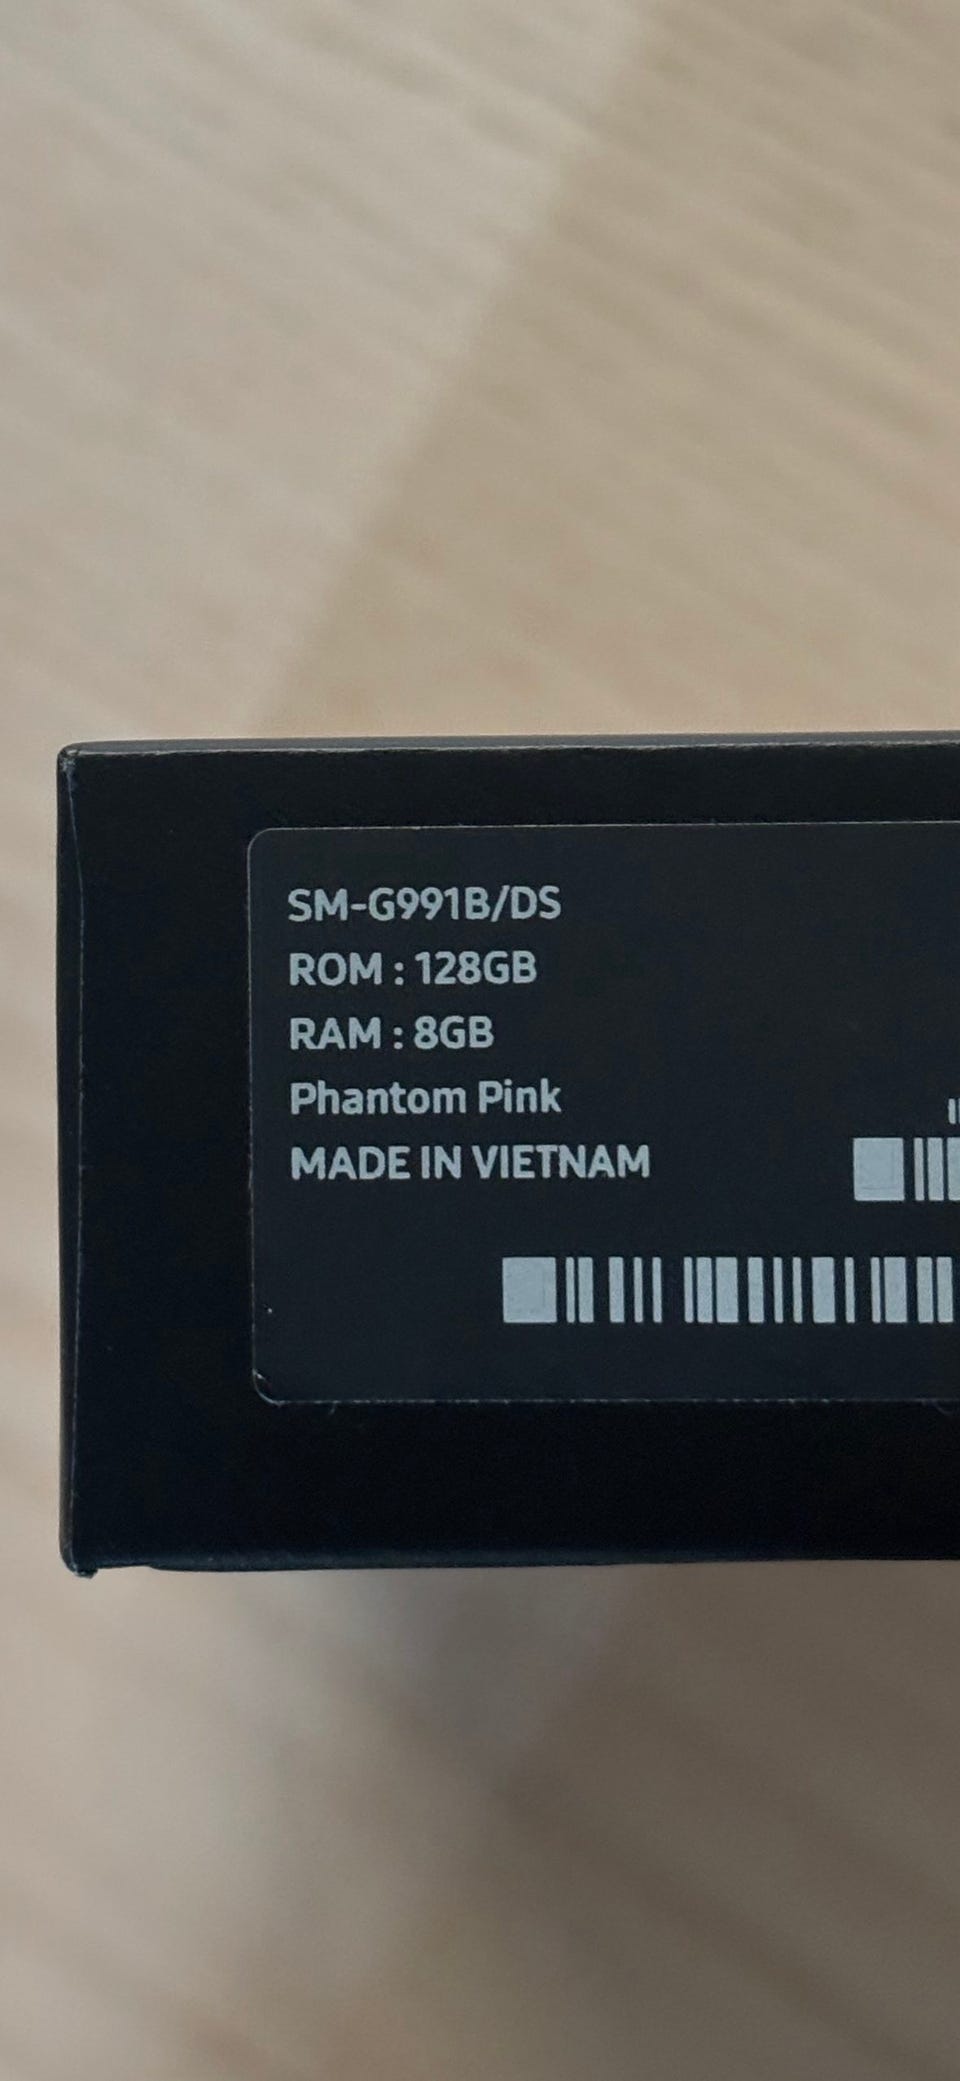 SM-G991B/DS
ROM : 128GB
RAM : 8GB
Phantom Pink
MADE IN VIETNAM